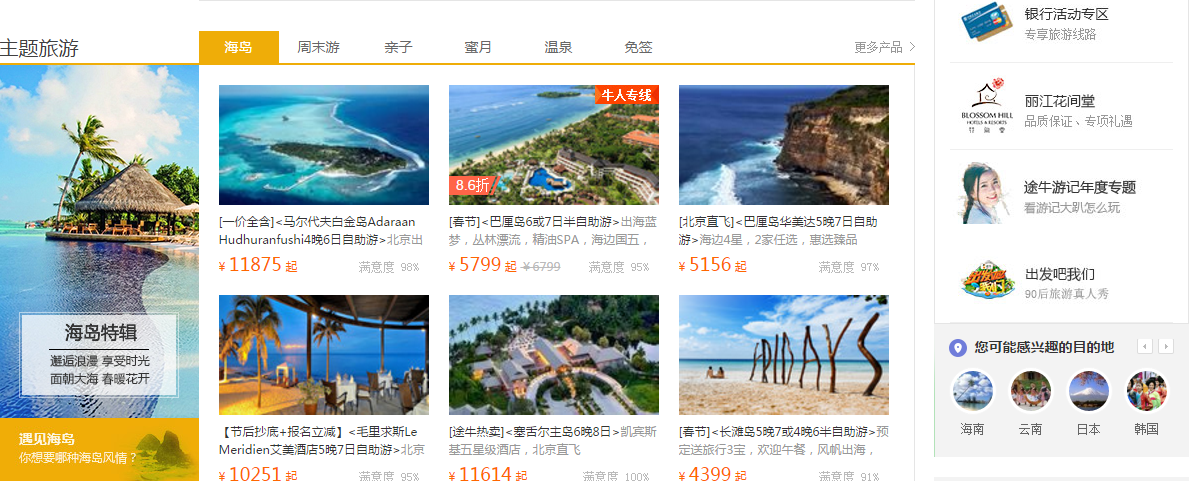 主题旅游
海岛 周末游 亲子 蜜月 温泉 免签 更多产品
海岛特辑
邂逅浪漫 享受时光
面朝大海 春暖花开
遇见海岛
你想要哪种海岛风情？
[一价全含]<马尔代夫白金岛Adaraan
Hudhuranfushi4晚6日自助游>北京出
¥ 11875 起 满意度 98%
牛人专线
8.6折
[春节]<巴厘岛6或7日半自助游>出海蓝
梦，丛林漂流，精油SPA，海边国五，
¥ 5799 起 ¥ 6799 满意度 95%
[北京直飞]<巴厘岛华美达5晚7日自助
游>海边4星，2家任选，惠选臻品
¥ 5156 起 满意度 97%
【节后抄底+报名立减】<毛里求斯Le
Meridien艾美酒店5晚7日自助游>北京
¥ 10251 起 满意度 95%
[途牛热卖]<塞舌尔主岛6晚8日>凯宾斯
基五星级酒店，北京直飞
¥ 11614 起 满意度 100%
HOLIDAYS
[春节]<长滩岛5晚7或4晚6半自助游>预
定送旅行3宝，欢迎午餐，风帆出海，
¥ 4399 起 满意度 91%
银行活动专区
专享旅游线路
BLOSSOM HILL
HOTELS & RESORTS
花间堂
丽江花间堂
品质保证、专项礼遇
途牛游记年度专题
看游记大趴怎么玩
出发吧我们
出发吧我们
90后旅游真人秀
您可能感兴趣的目的地
海南 云南 日本 韩国